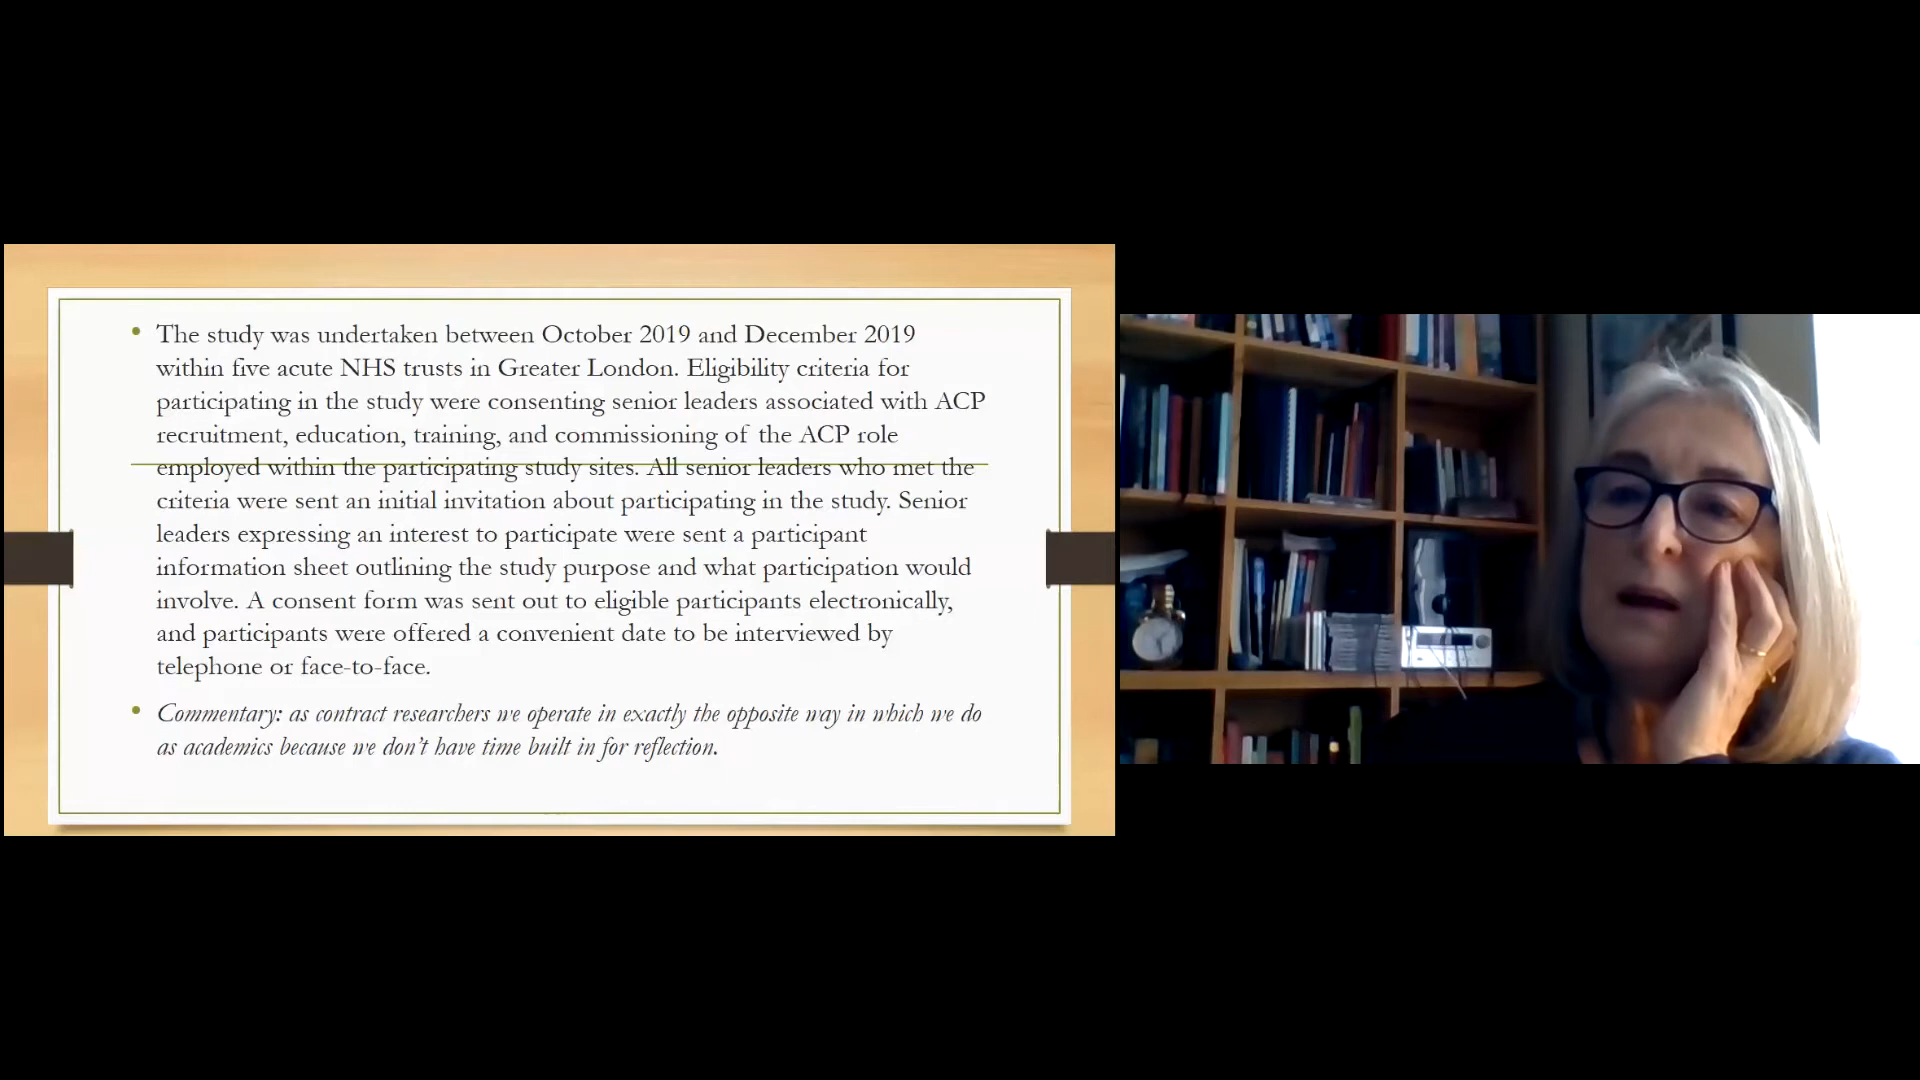 • The study was undertaken between October 2019 and December 2019
within five acute NHS trusts in Greater London. Eligibility criteria for
participating in the study were consenting senior leaders associated with ACP
recruitment, education, training, and commissioning of the ACP role
employed within the participating study sites. All senior leaders who met the
criteria were sent an initial invitation about participating in the study. Senior
leaders expressing an interest to participate were sent a participant
information sheet outlining the study purpose and what participation would
involve. A consent form was sent out to eligible participants electronically,
and participants were offered a convenient date to be interviewed by
telephone or face-to-face.
• Commentary: as contract researchers we operate in exactly the opposite way in which we do
as academics because we don't have time built in for reflection.